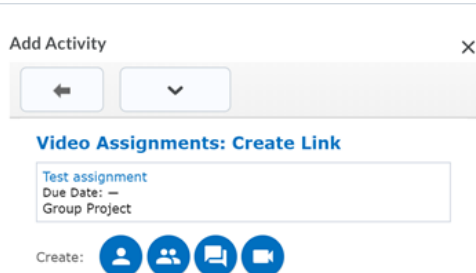 Add Activity
Video Assignments: Create Link
Test assignment
Due Date: —
Group Project
Create: